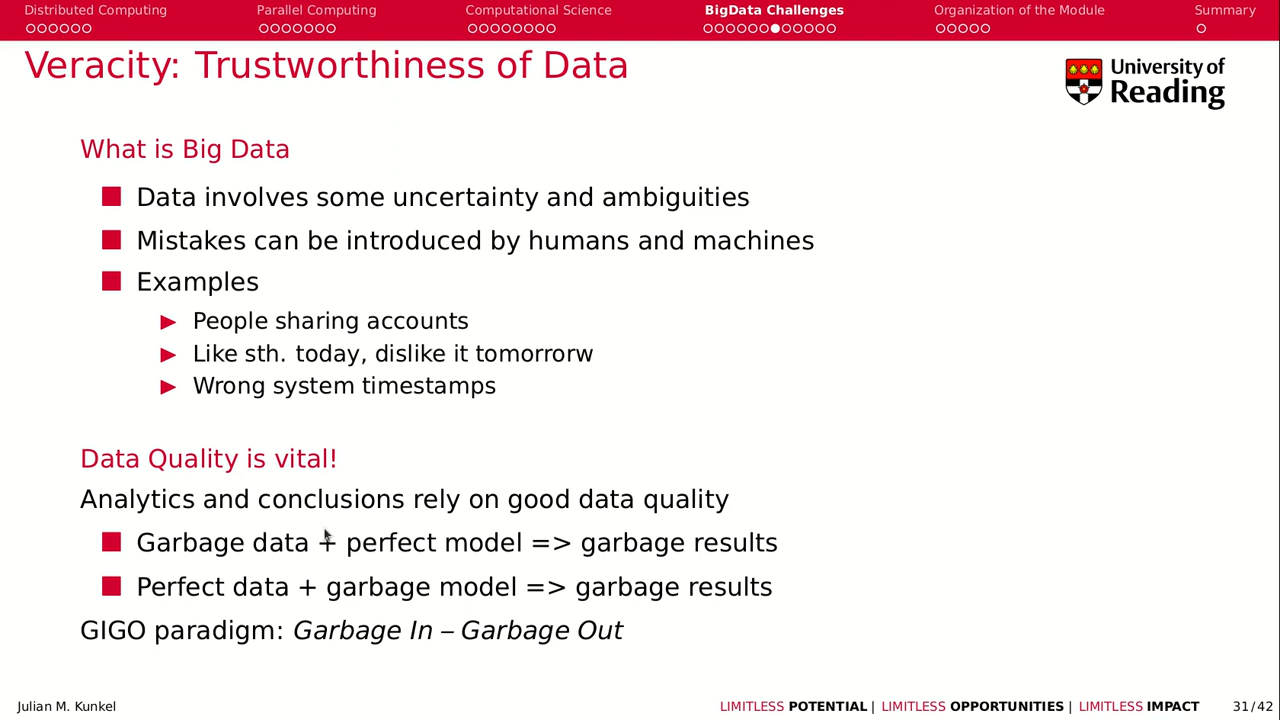 Distributed Computing
Parallel Computing
Computational Science
BigData Challenges
Organization of the Module
Summary
Veracity: Trustworthiness of Data
University of
Reading
What is Big Data
Data involves some uncertainty and ambiguities
Mistakes can be introduced by humans and machines
Examples
People sharing accounts
Like sth. today, dislike it tomorrorw
Wrong system timestamps
Data Quality is vital!
Analytics and conclusions rely on good data quality
Garbage data + perfect model => garbage results
Perfect data + garbage model => garbage results
GIGO paradigm: Garbage In – Garbage Out
Julian M. Kunkel
LIMITLESS POTENTIAL | LIMITLESS OPPORTUNITIES | LIMITLESS IMPACT
31/42